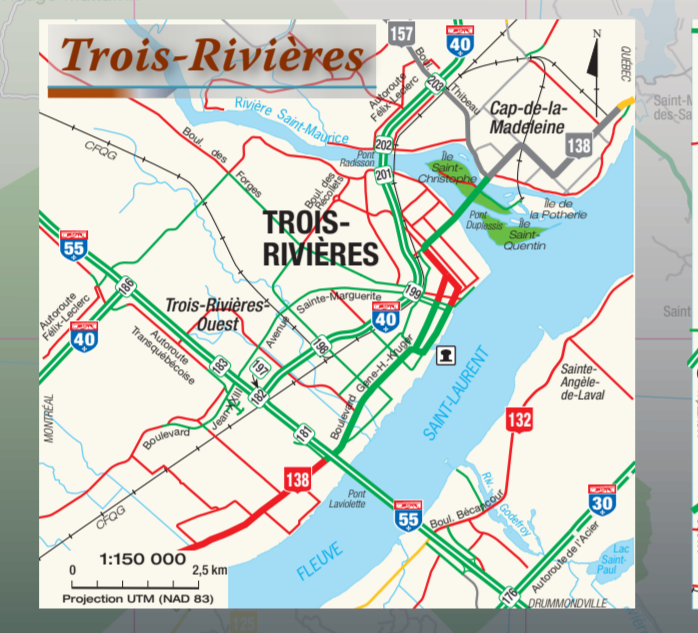 Trois-Rivières
157
40
N
QUÉBEC
Autoroute
Félix-Leclerc
Boul. Thibeau
203
Cap-de-la-
Madeleine
138
Rivière Saint-Maurice
202
Pont
Radisson
201
CFQG
Boul. des Forges
Boul. des
Récollets
Île
Saint-
Christophe
Île de
la Potherie
Pont
Duplessis
Île
Saint-
Quentin
TROIS-
RIVIÈRES
55
186
Autoroute
Félix-Leclerc
40
Trois-Rivières-
Ouest
Sainte-Marguerite
199
40
Avenue
198
Autoroute
Transquébécoise
183
197
182
Jean-XXIII
Boulevard
181
Boulevard Gene-H.-Kruger
MONTRÉAL
SAINT-LAURENT
Sainte-
Angèle-
de-Laval
132
138
CFQG
Pont
Laviolette
55
Boul. Bécancour
Riv. Godefroy
30
Autoroute de l'Acier
Lac
Saint-
Paul
FLEUVE
176
DRUMMONDVILLE
1:150 000
0 2,5 km
Projection UTM (NAD 83)
des-Sa
Saint